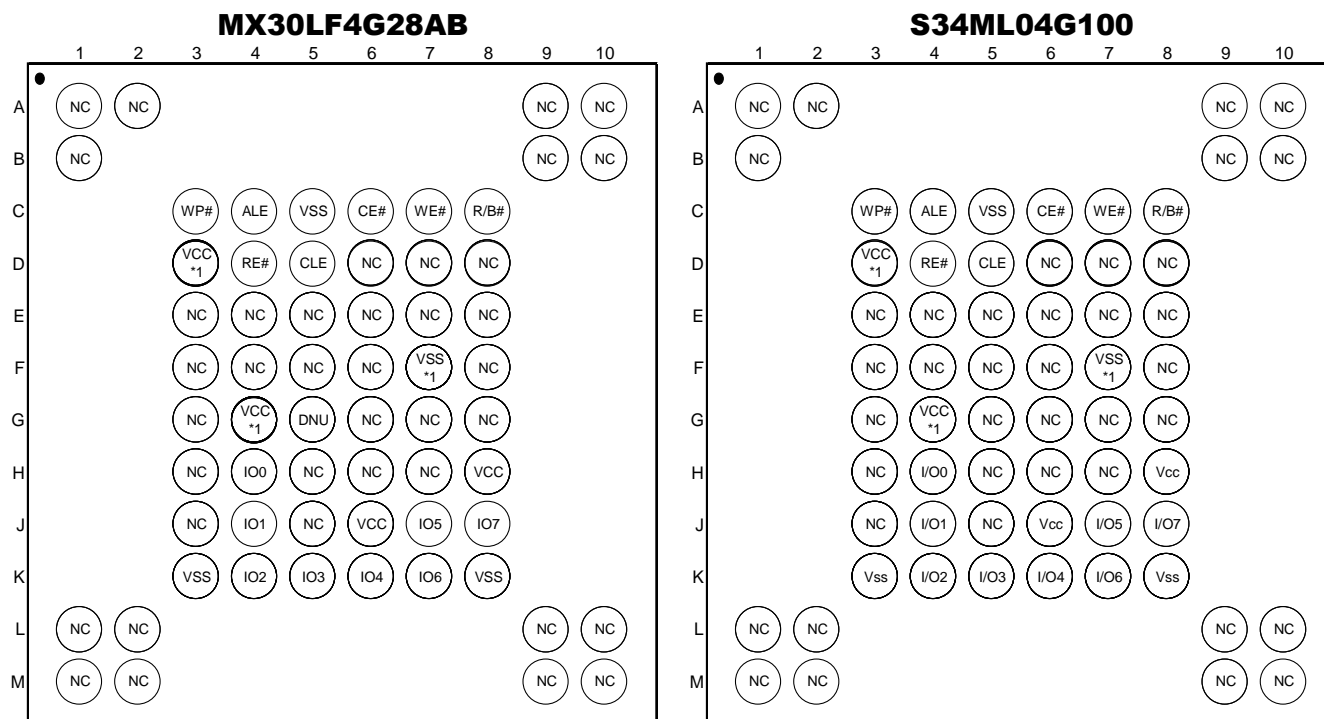 MX30LF4G28AB
1 2 3 4 5 6 7 8 9 10
A NC NC NC NC
B NC NC NC
C WP# ALE VSS CE# WE# R/B#
D VCC *1 RE# CLE NC NC NC
E NC NC NC NC NC NC
F NC NC NC NC VSS *1 NC
G NC VCC *1 DNU NC NC NC
H NC IO0 NC NC NC VCC
J NC IO1 NC VCC IO5 IO7
K VSS IO2 IO3 IO4 IO6 VSS
L NC NC NC NC
M NC NC NC NC
S34ML04G100
1 2 3 4 5 6 7 8 9 10
A NC NC NC NC
B NC NC NC
C WP# ALE VSS CE# WE# R/B#
D VCC *1 RE# CLE NC NC NC
E NC NC NC NC NC NC
F NC NC NC NC VSS *1 NC
G NC VCC *1 NC NC NC NC
H NC I/O0 NC NC NC Vcc
J NC I/O1 NC Vcc I/O5 I/O7
K Vss I/O2 I/O3 I/O4 I/O6 Vss
L NC NC NC NC
M NC NC NC NC